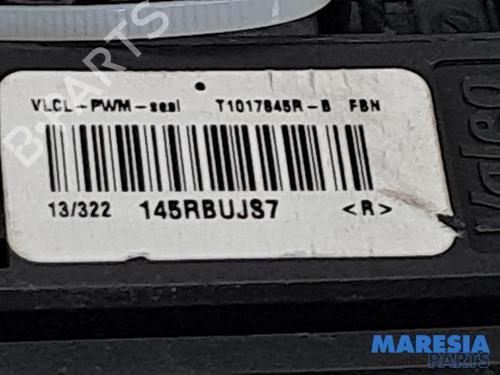 VLCL-PWM-seal T1017845R-B FBN
13/322 145RBUJS7 <R>
Valeo
B-PARTS
MARESIA
PARTS